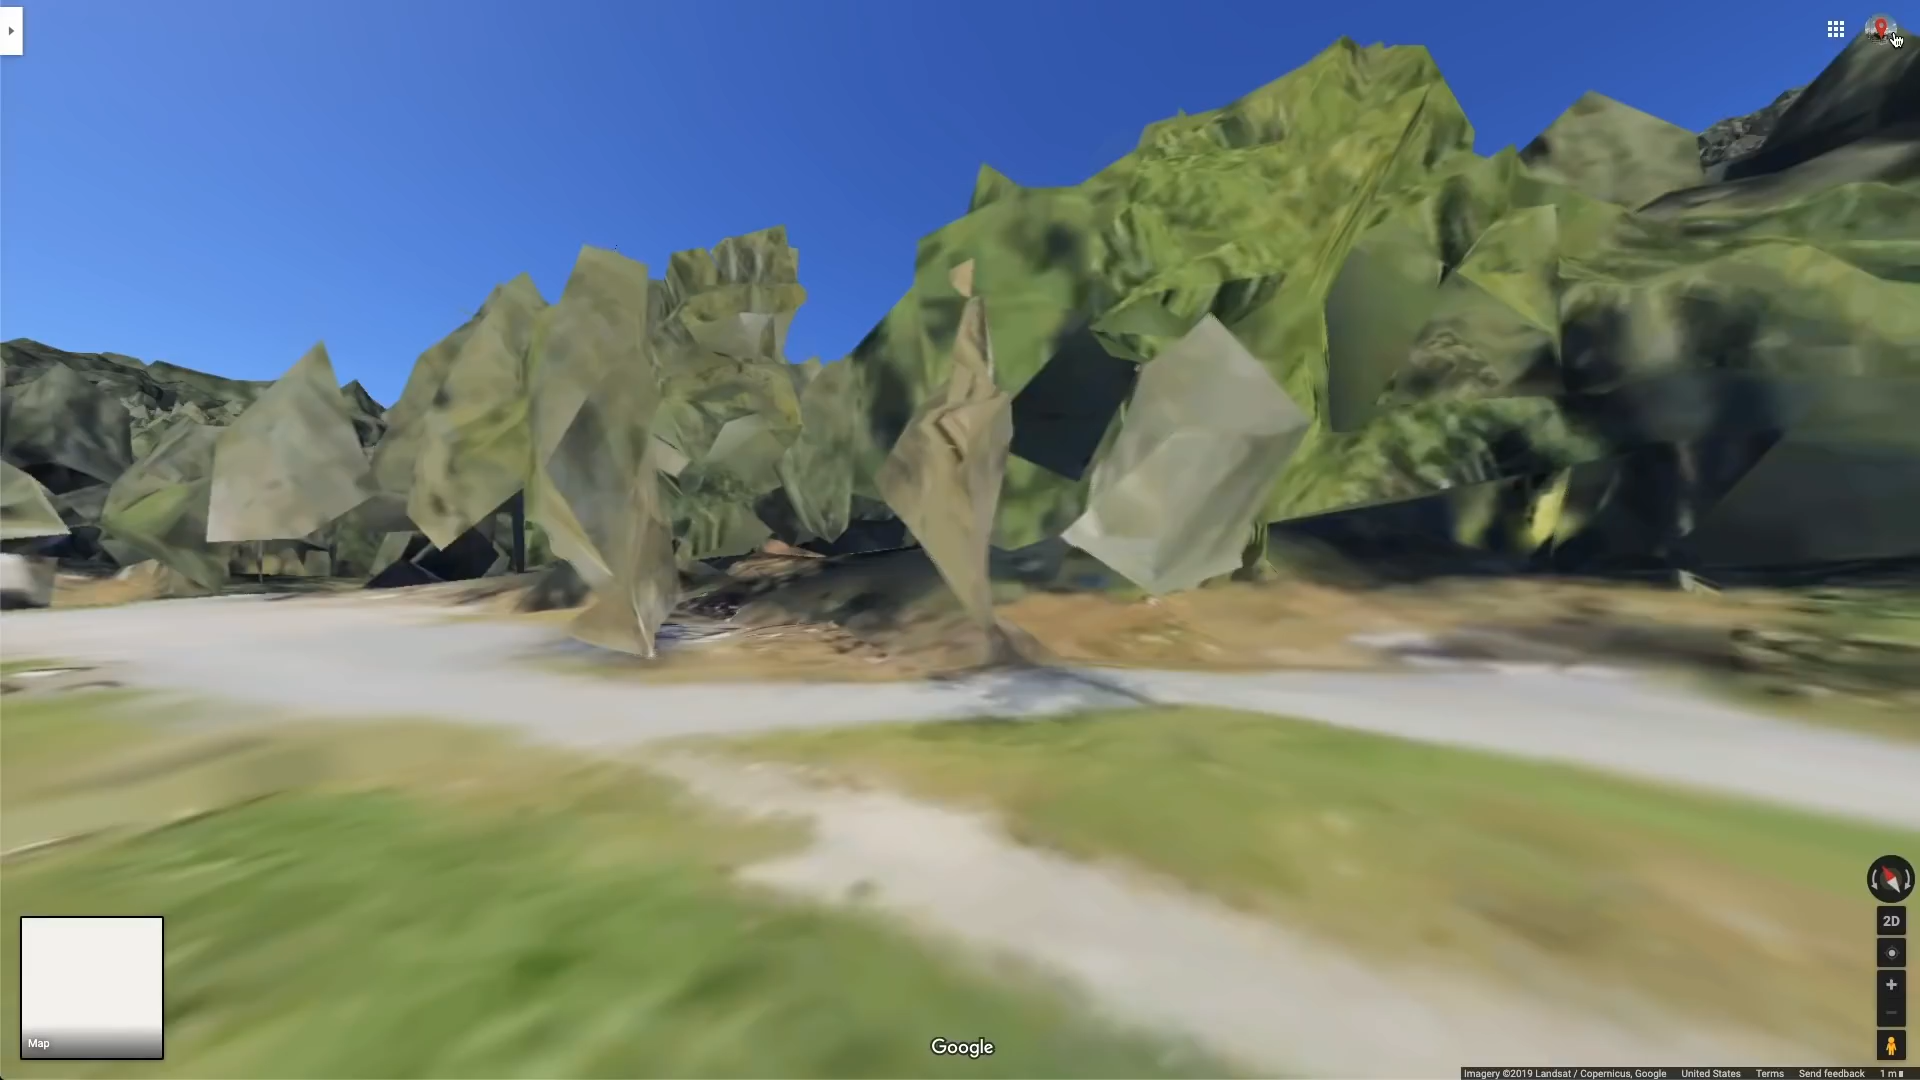 2D
Map
Google
Imagery ©2019 Landsat / Copernicus, Google United States Terms Send feedback 1 m